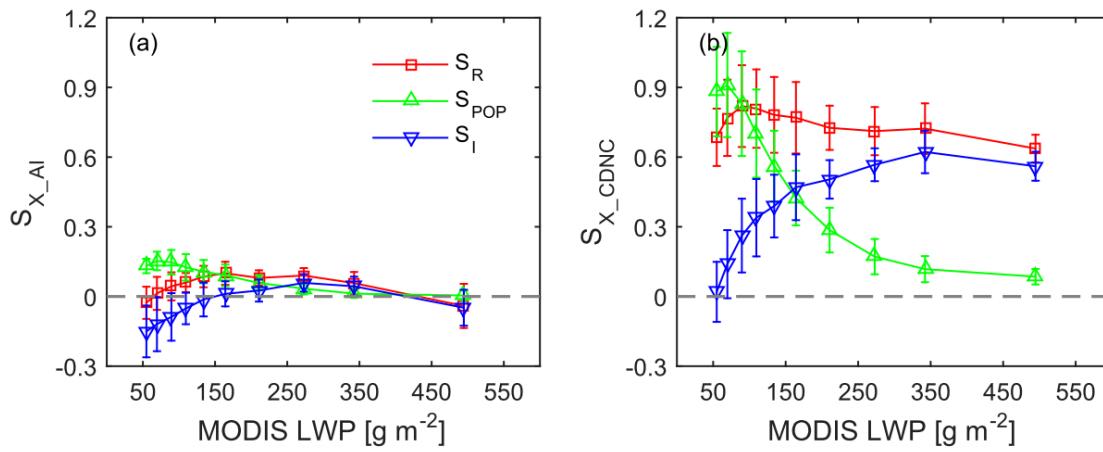 (a)
S_R
S_POP
S_I
1.2
0.9
0.6
0.3
0
-0.3
S_X_AI
50 150 250 350 450 550
MODIS LWP [g m⁻²]
(b)
1.2
0.9
0.6
0.3
0
-0.3
S_X_CDNC
50 150 250 350 450 550
MODIS LWP [g m⁻²]